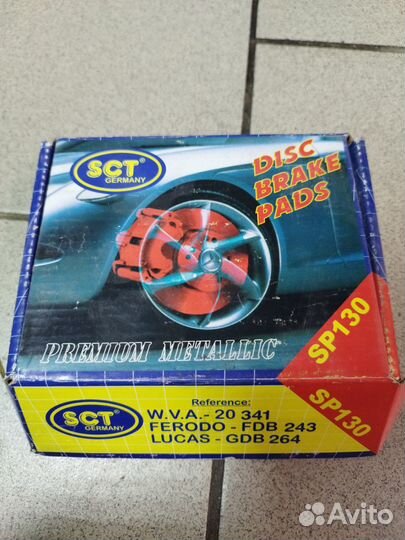 SCT®
GERMANY
DISC
BRAKE
PADS
PREMIUM METALLIC
SP130
SP130
SCT®
GERMANY
Reference:
W.V.A.- 20 341
FERODO - FDB 243
LUCAS - GDB 264
Avito